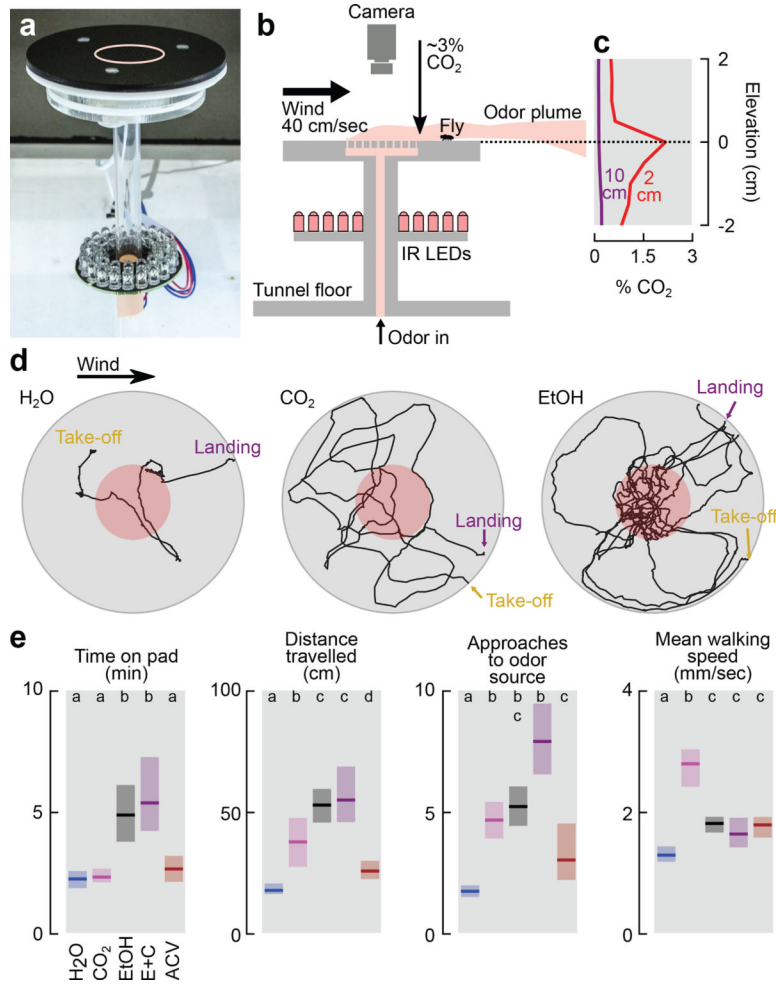 a
b
Camera
~3%
CO₂
Wind
40 cm/sec
Fly
Odor plume
IR LEDs
Tunnel floor
Odor in
c
10
cm
2
cm
2
0
-2
Elevation (cm)
0
1.5
3
% CO₂
d
Wind
H₂O
Take-off
Landing
CO₂
Landing
Take-off
EtOH
Landing
Take-off
e
Time on pad
(min)
10
5
0
a a b b a
H₂O
CO₂
EtOH
E+C
ACV
Distance
travelled
(cm)
100
50
0
a b c c d
Approaches
to odor
source
10
5
0
a b b b c
c
Mean walking
speed
(mm/sec)
4
2
0
a b c c c